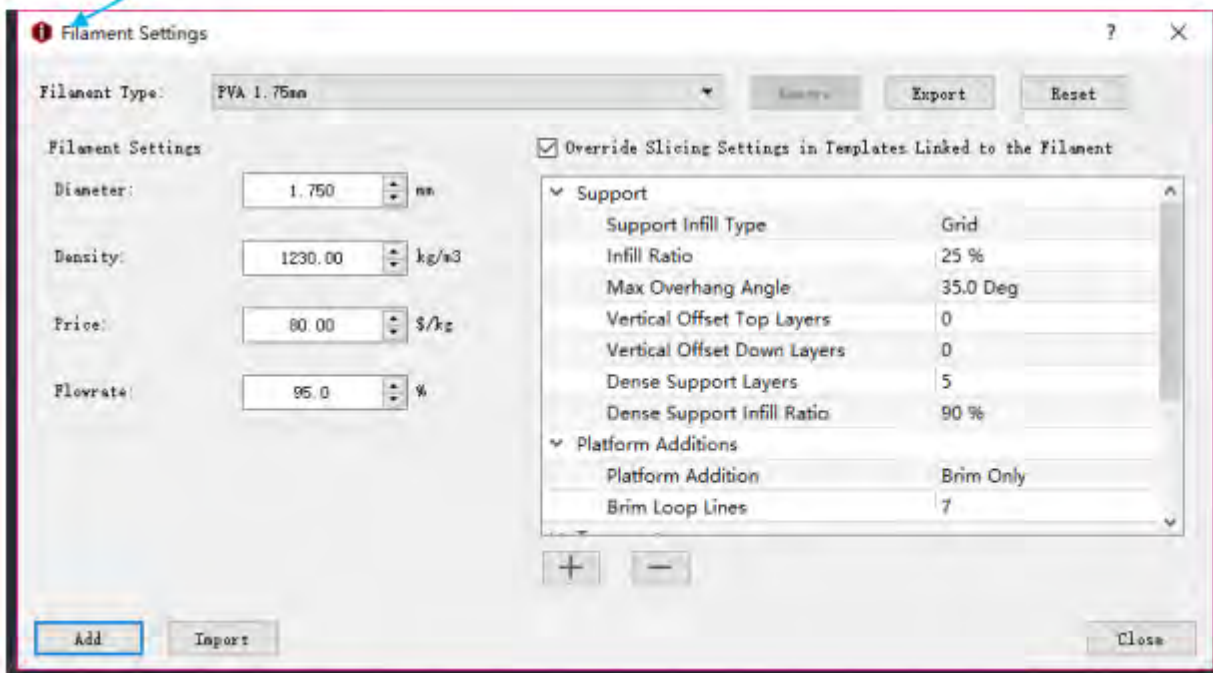 Filament Settings ? ×
Filament Type: PVA 1.75mm Export Reset
Filament Settings
Override Slicing Settings in Templates Linked to the Filament
Diameter: 1.750 mm
Density: 1230.00 kg/m3
Price: 80.00 $/kg
Flowrate: 95.0 %
Support
Support Infill Type Grid
Infill Ratio 25 %
Max Overhang Angle 35.0 Deg
Vertical Offset Top Layers 0
Vertical Offset Down Layers 0
Dense Support Layers 5
Dense Support Infill Ratio 90 %
Platform Additions
Platform Addition Brim Only
Brim Loop Lines 7
+ −
Add Import Close